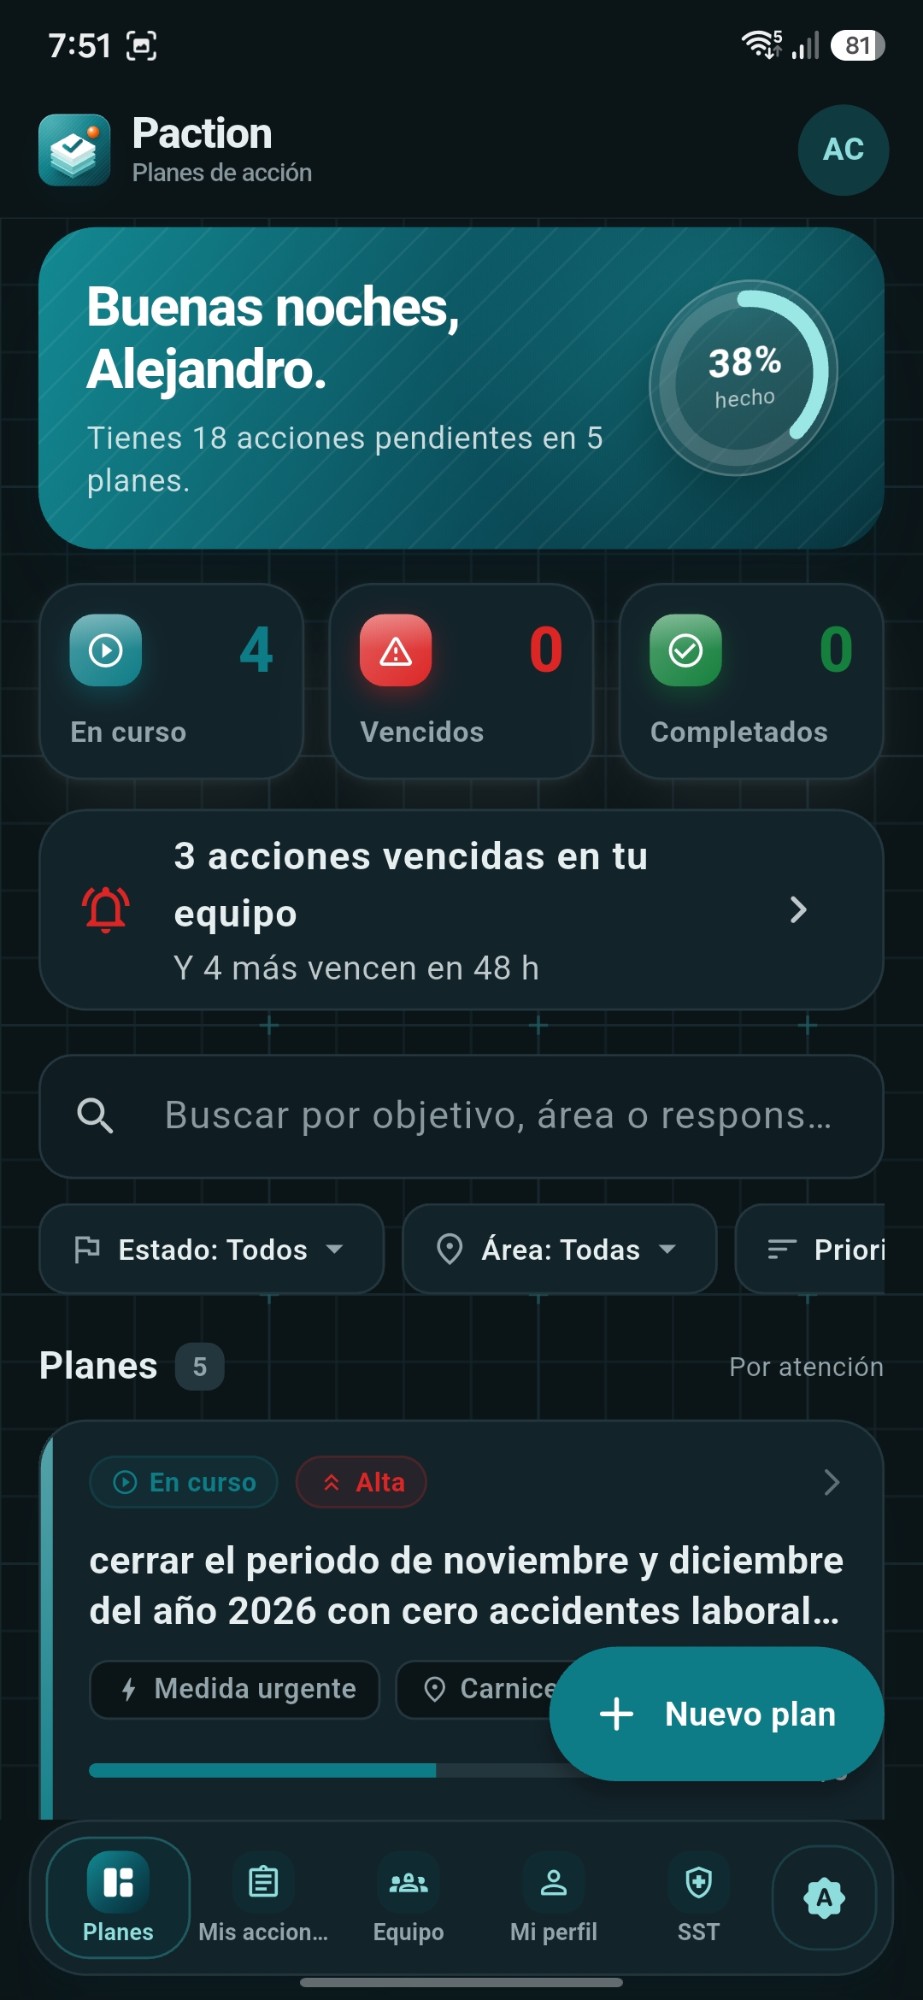 7:51
5
81
Paction
Planes de acción
AC
Buenas noches,
Alejandro.
Tienes 18 acciones pendientes en 5
planes.
38%
hecho
4
En curso
0
Vencidos
0
Completados
3 acciones vencidas en tu
equipo
Y 4 más vencen en 48 h
Buscar por objetivo, área o respons...
Estado: Todos
Área: Todas
Priori
Planes 5
Por atención
En curso
Alta
cerrar el periodo de noviembre y diciembre
del año 2026 con cero accidentes laboral...
Medida urgente
Carnice
Nuevo plan
Planes
Mis accion...
Equipo
Mi perfil
SST
A